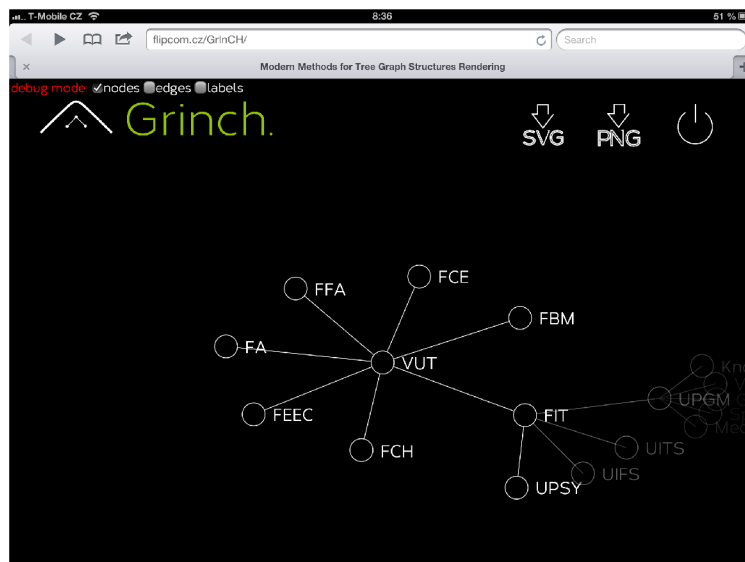 T-Mobile CZ 8:36 51 %
flipcom.cz/GrInCH/ Search
Modern Methods for Tree Graph Structures Rendering
debug mode: nodes edges labels
Grinch.
SVG PNG
FCE
FFA
FBM
FA
VUT
UPGM
FEEC
FIT
FCH
UITS
UIFS
UPSY